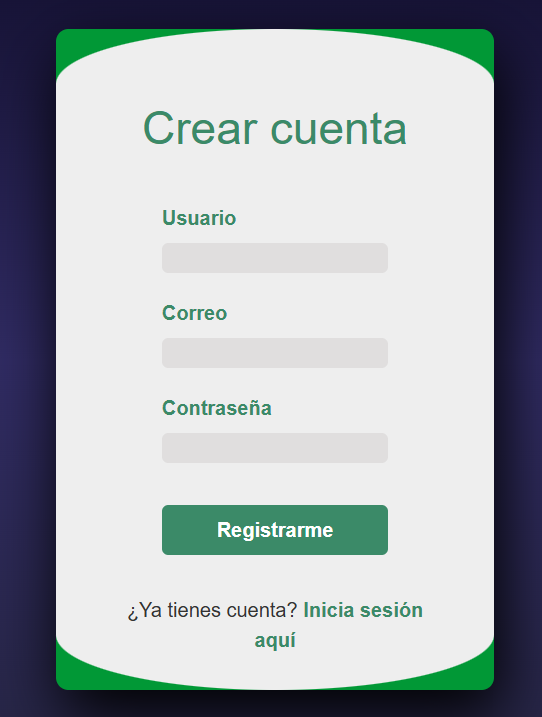 Crear cuenta
Usuario
Correo
Contraseña
Registrarme
¿Ya tienes cuenta? Inicia sesión
aquí